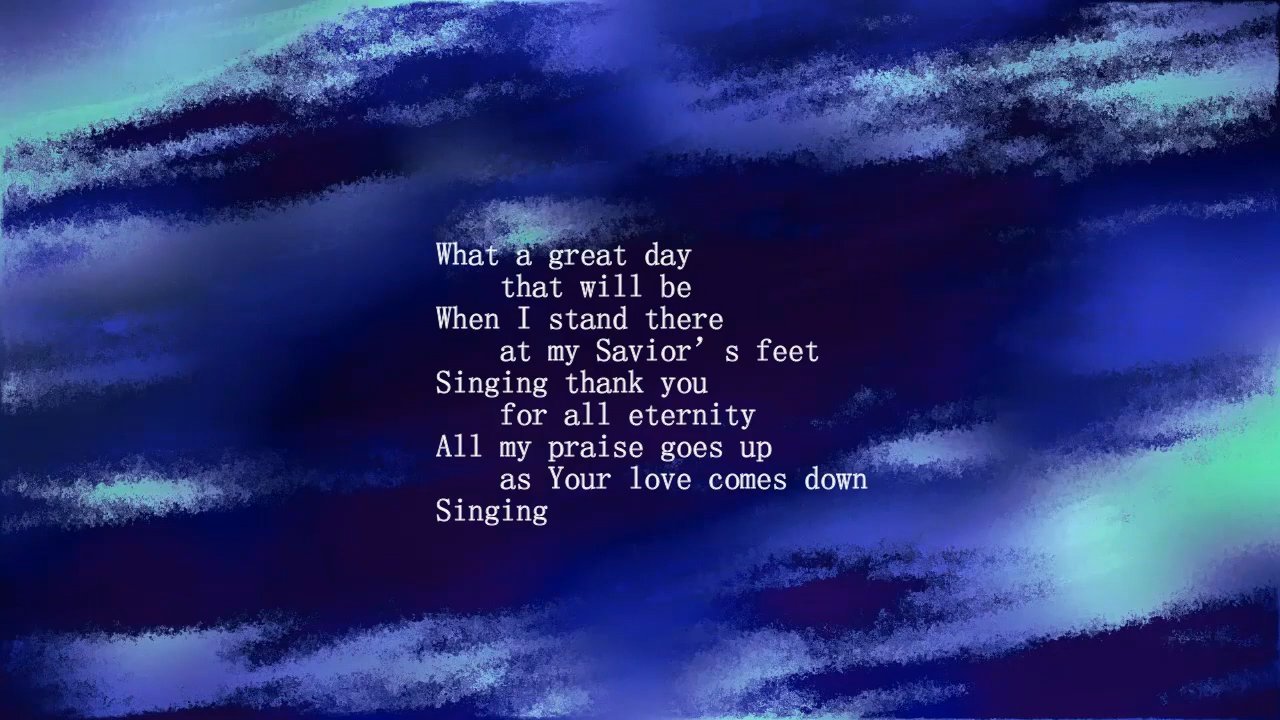 What a great day
that will be
When I stand there
at my Savior’s feet
Singing thank you
for all eternity
All my praise goes up
as Your love comes down
Singing